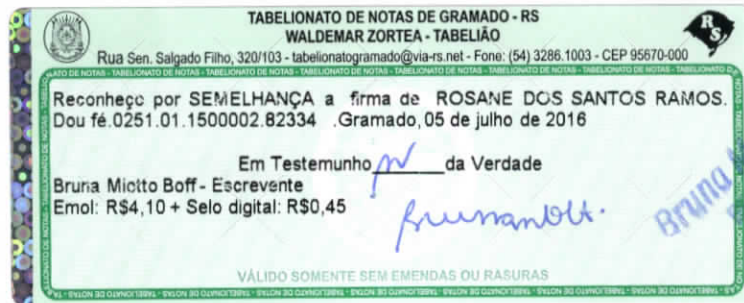 TABELIONATO DE NOTAS DE GRAMADO - RS
WALDEMAR ZORTEA - TABELIÃO
Rua Sen. Salgado Filho, 320/103 - tabelionatogramado@via-rs.net - Fone: (54) 3286.1003 - CEP 95670-000
RS
Reconheço por SEMELHANÇA a firma de ROSANE DOS SANTOS RAMOS.
Dou fé.0251.01.1500002.82334 .Gramado, 05 de julho de 2016
Em Testemunho ______ da Verdade
Bruna Miotto Boff - Escrevente
Emol: R$4,10 + Selo digital: R$0,45
Bruna
VÁLIDO SOMENTE SEM EMENDAS OU RASURAS